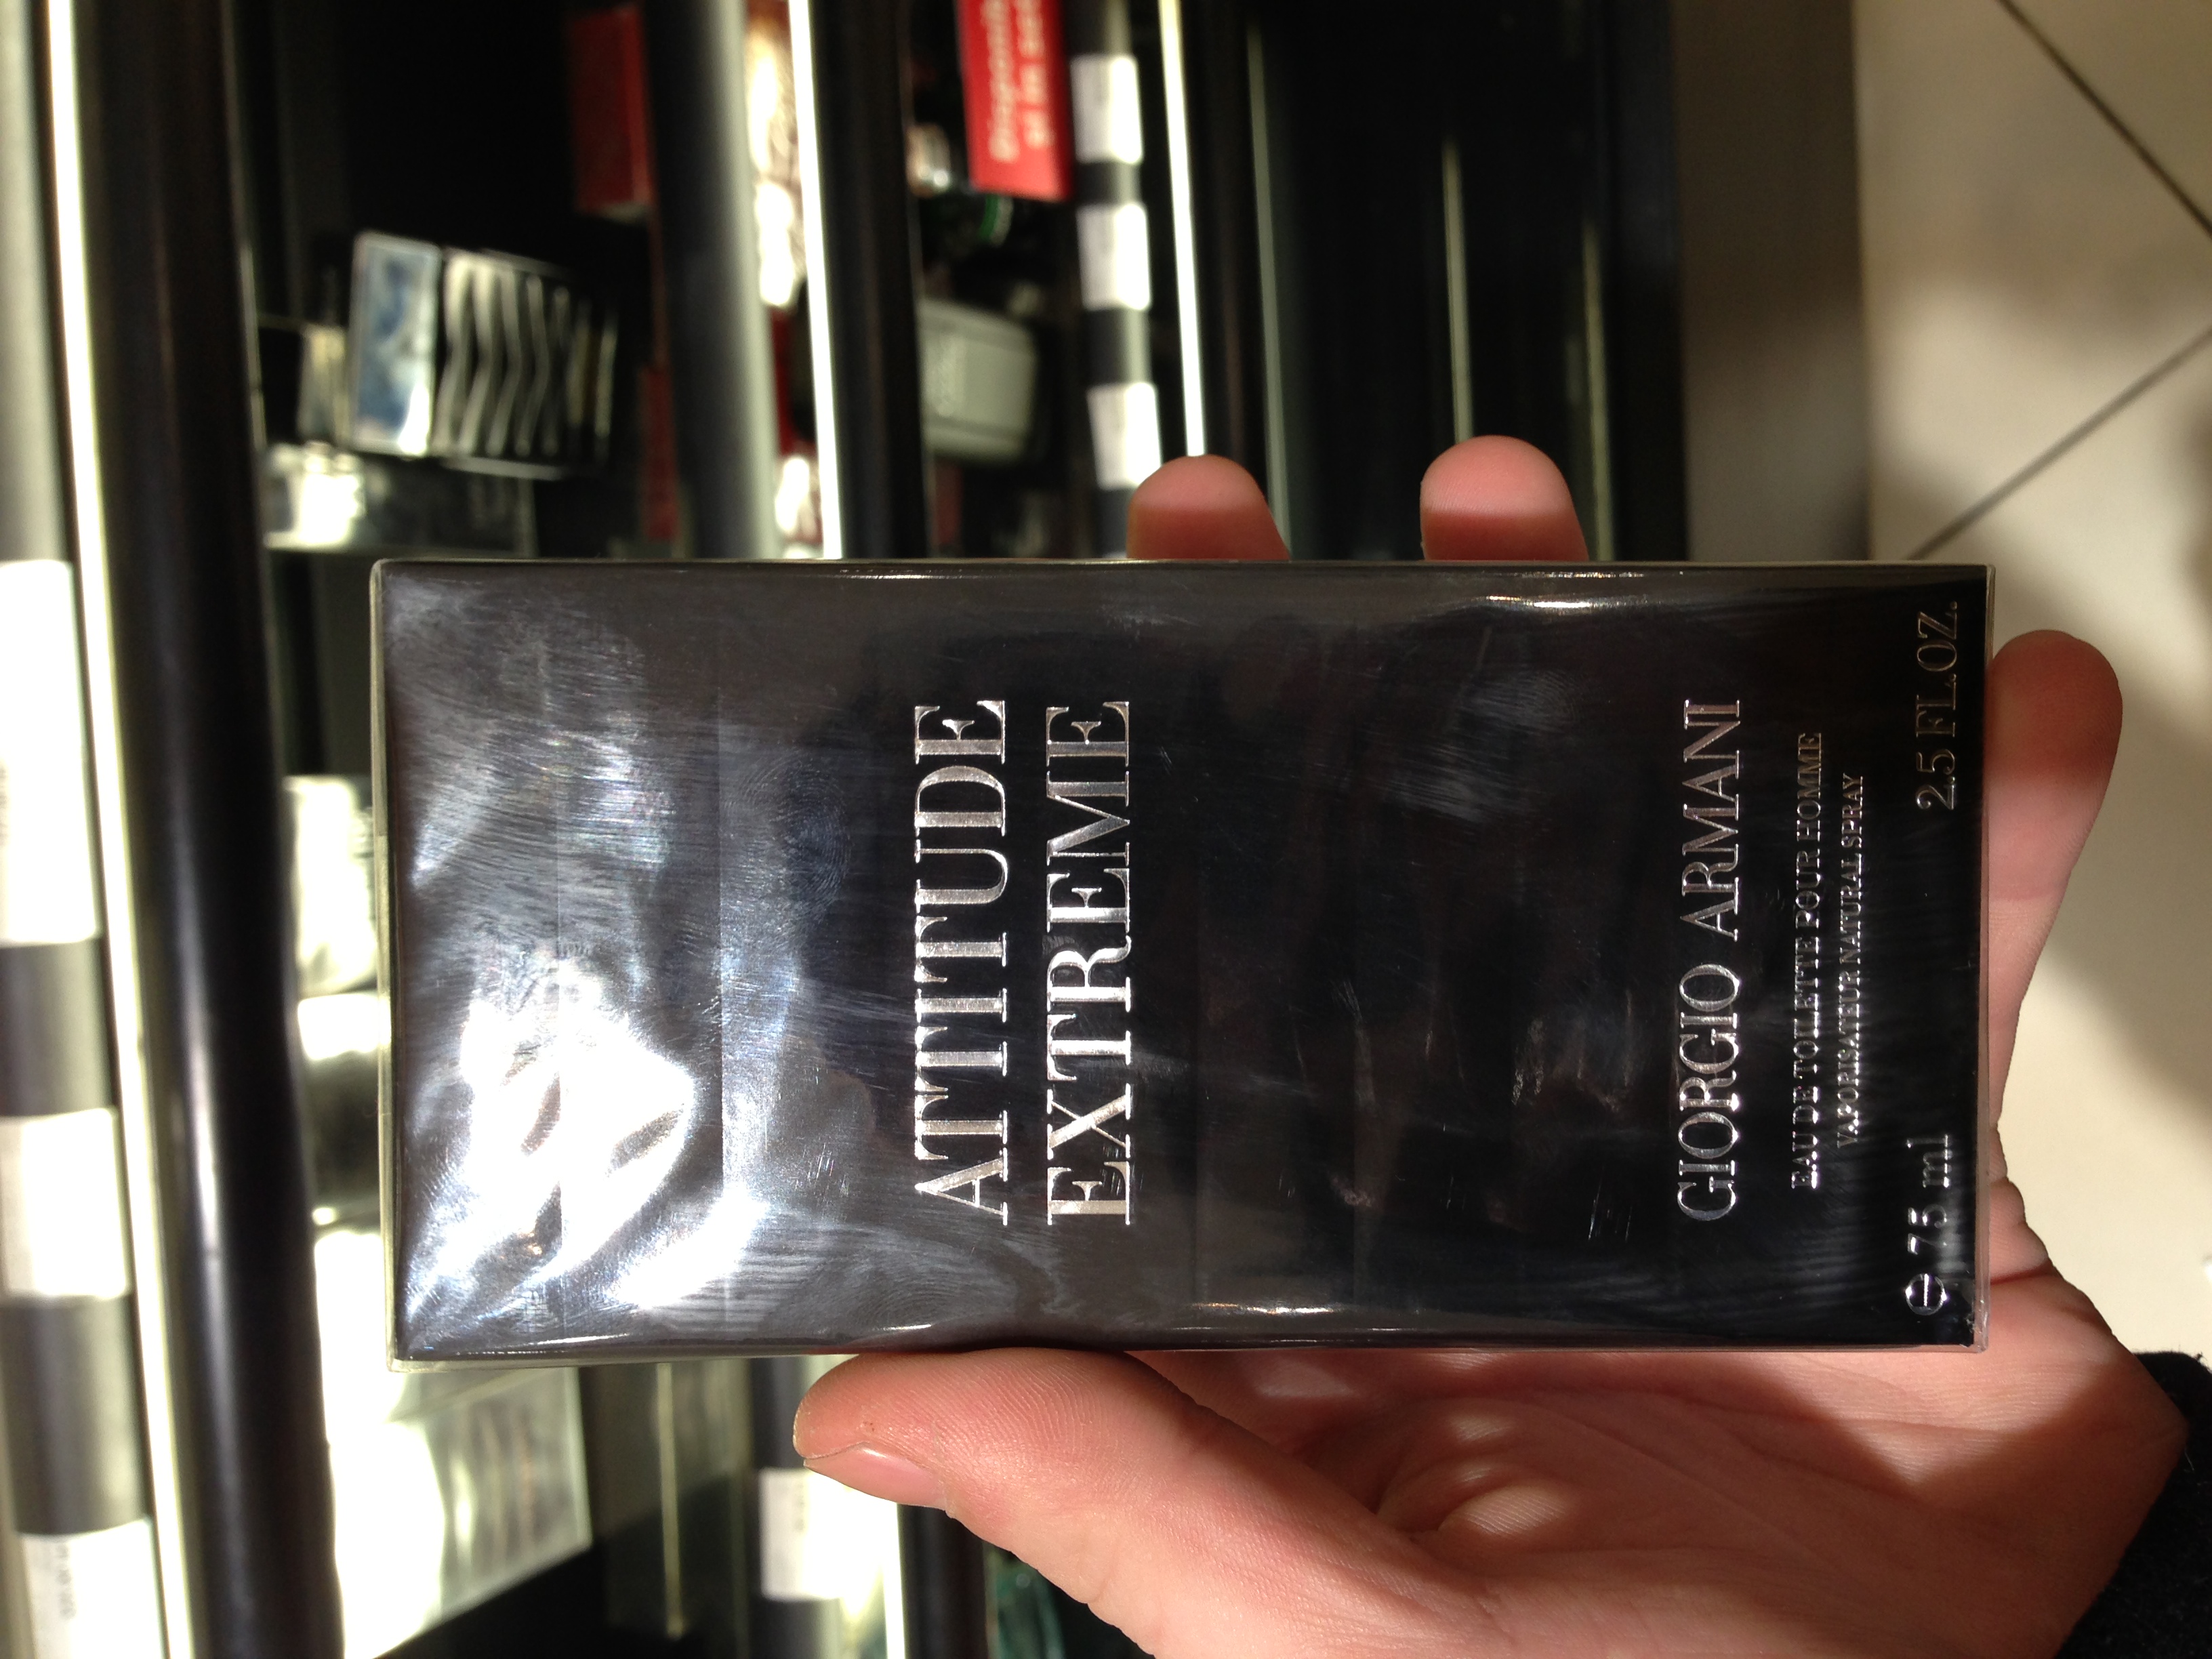 ATTITUDE
EXTREME
GIORGIO ARMANI
EAU DE TOILETTE POUR HOMME
VAPORISATEUR NATURAL SPRAY
75 ml 2.5 FL.OZ.